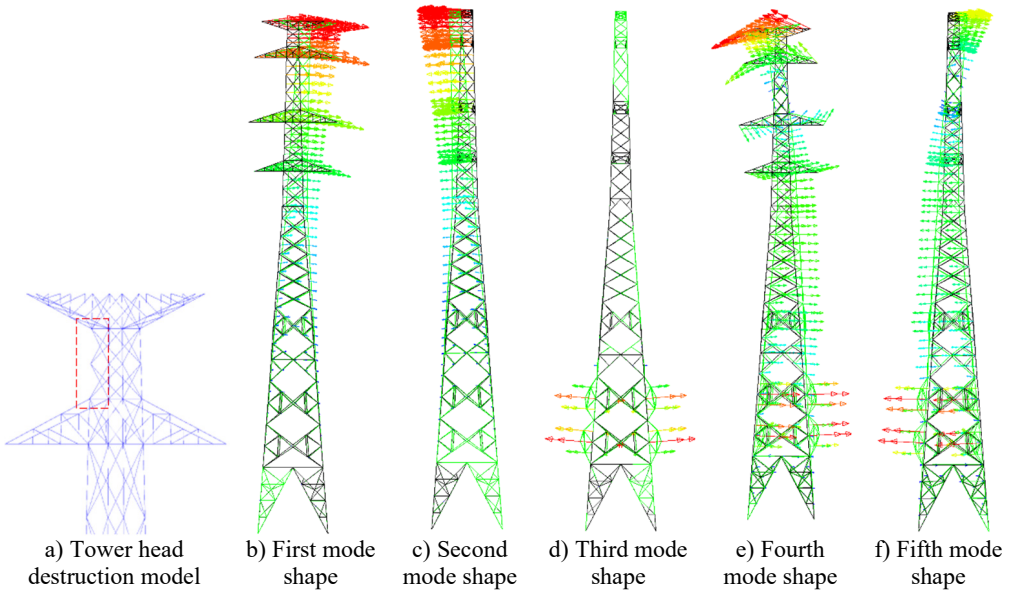 a) Tower head
destruction model
b) First mode
shape
c) Second
mode shape
d) Third mode
shape
e) Fourth
mode shape
f) Fifth mode
shape